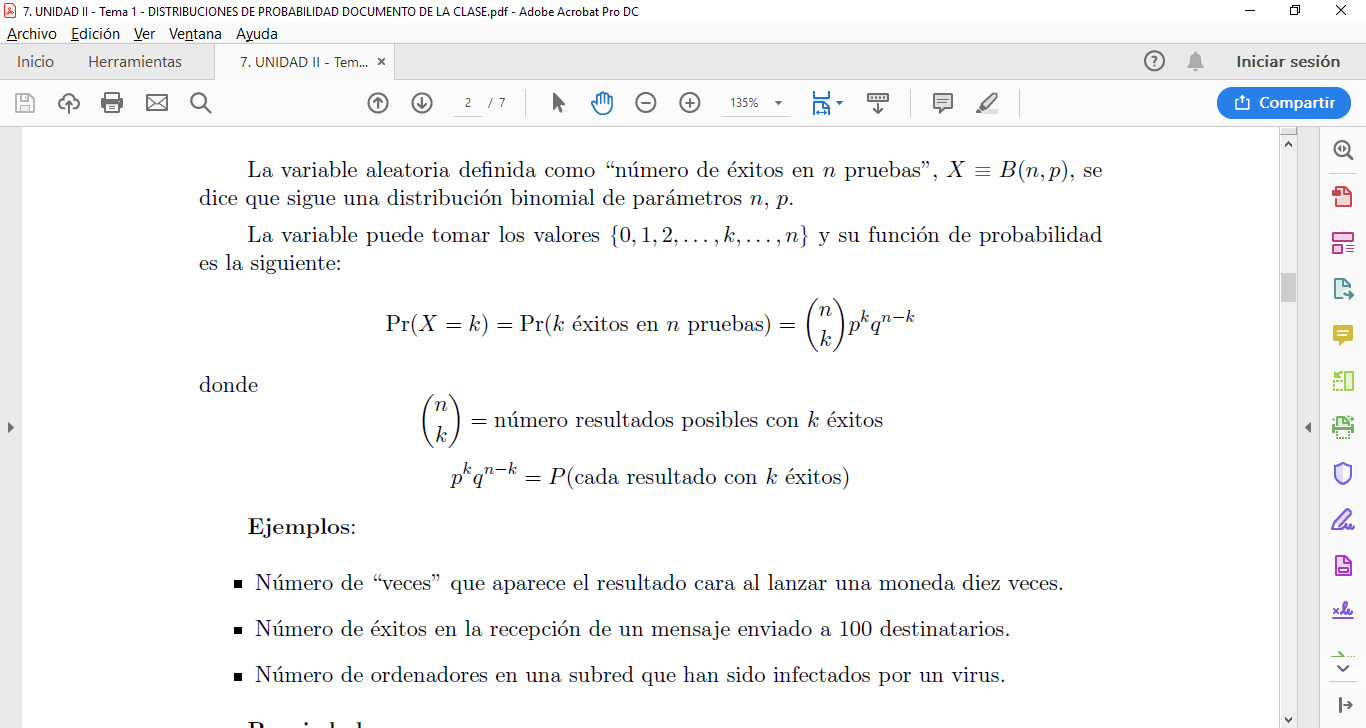 7. UNIDAD II - Tema 1 - DISTRIBUCIONES DE PROBABILIDAD DOCUMENTO DE LA CLASE.pdf - Adobe Acrobat Pro DC
Archivo Edición Ver Ventana Ayuda
Inicio Herramientas 7. UNIDAD II - Tem... × Iniciar sesión
2 / 7 135% Compartir
La variable aleatoria definida como “número de éxitos en n pruebas”, X ≡ B(n, p), se
dice que sigue una distribución binomial de parámetros n, p.
La variable puede tomar los valores {0, 1, 2, . . . , k, . . . , n} y su función de probabilidad
es la siguiente:
Pr(X = k) = Pr(k éxitos en n pruebas) = (n k) p^k q^{n−k}
donde
(n k) = número resultados posibles con k éxitos
p^k q^{n−k} = P(cada resultado con k éxitos)
Ejemplos:
▪ Número de “veces” que aparece el resultado cara al lanzar una moneda diez veces.
▪ Número de éxitos en la recepción de un mensaje enviado a 100 destinatarios.
▪ Número de ordenadores en una subred que han sido infectados por un virus.